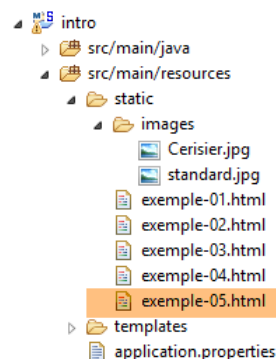 intro
src/main/java
src/main/resources
static
images
Cerisier.jpg
standard.jpg
exemple-01.html
exemple-02.html
exemple-03.html
exemple-04.html
exemple-05.html
templates
application.properties